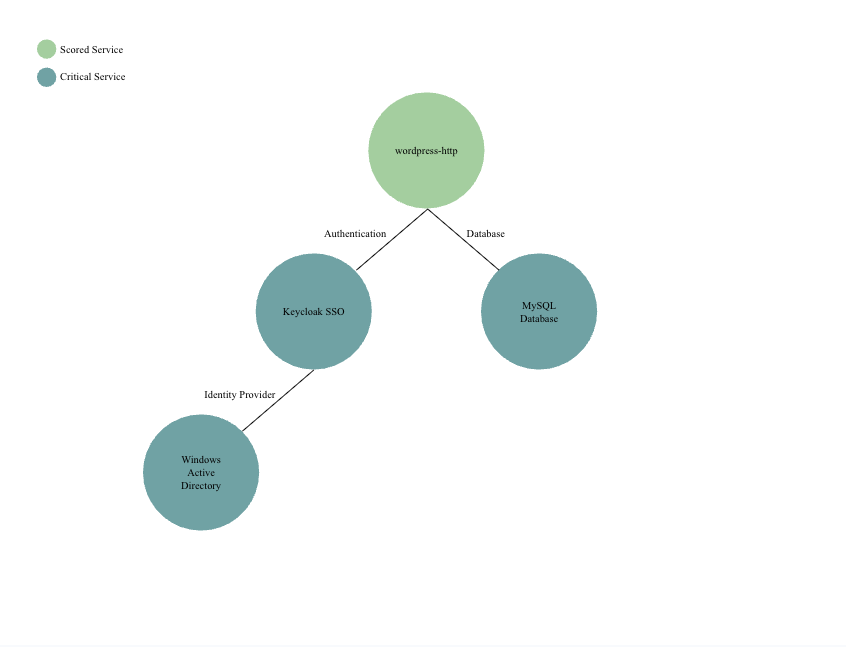 Scored Service
Critical Service
wordpress-http
Authentication
Database
Keycloak SSO
MySQL
Database
Identity Provider
Windows
Active
Directory